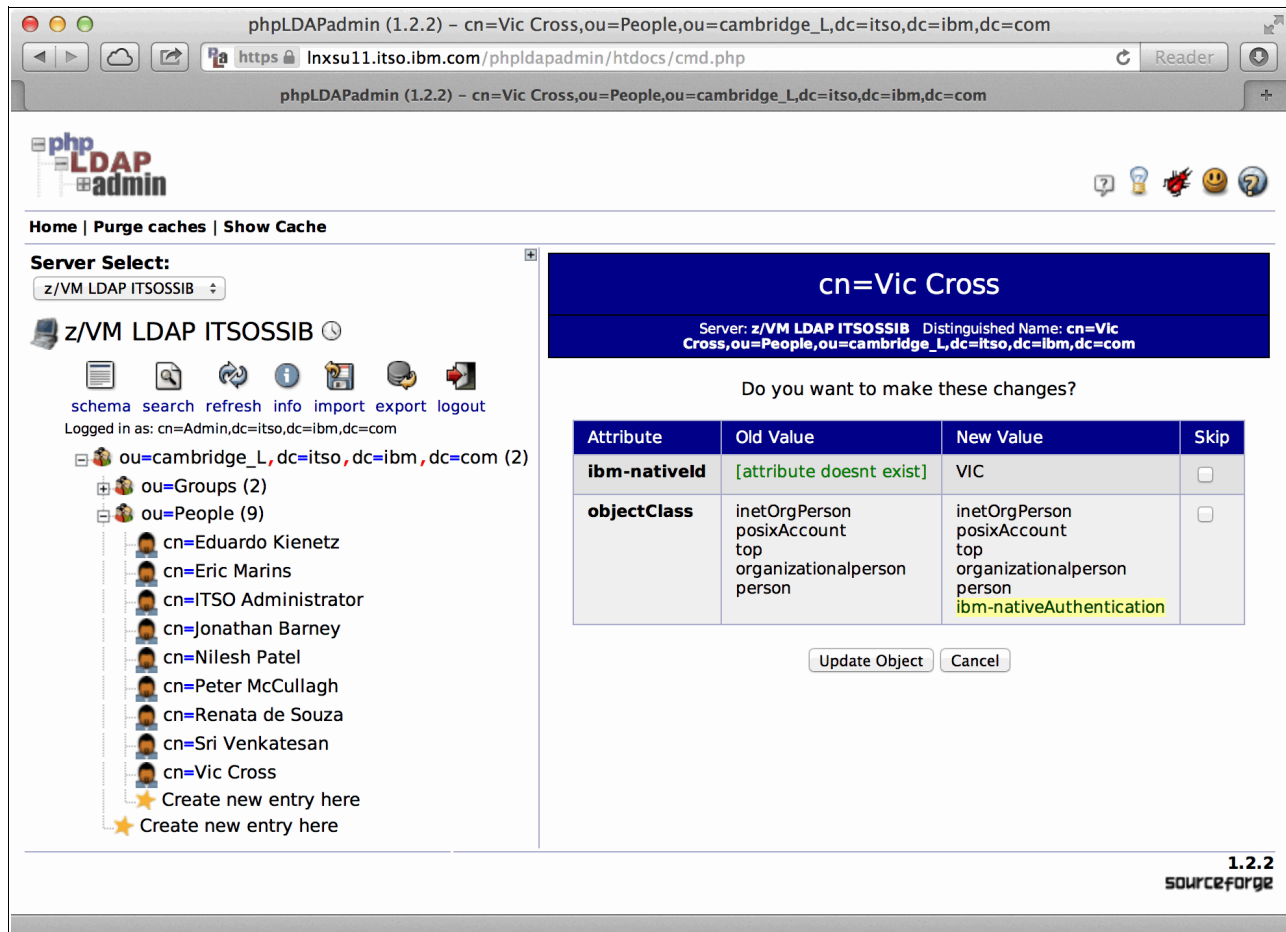 phpLDAPadmin (1.2.2) – cn=Vic Cross,ou=People,ou=cambridge_L,dc=itso,dc=ibm,dc=com
Pla https lnxsu11.itso.ibm.com/phpldapadmin/htdocs/cmd.php Reader
phpLDAPadmin (1.2.2) – cn=Vic Cross,ou=People,ou=cambridge_L,dc=itso,dc=ibm,dc=com +
php
LDAP
admin
Home | Purge caches | Show Cache
Server Select:
z/VM LDAP ITSOSSIB
z/VM LDAP ITSOSSIB
schema search refresh info import export logout
Logged in as: cn=Admin,dc=itso,dc=ibm,dc=com
ou=cambridge_L,dc=itso,dc=ibm,dc=com (2)
ou=Groups (2)
ou=People (9)
cn=Eduardo Kienetz
cn=Eric Marins
cn=ITSO Administrator
cn=Jonathan Barney
cn=Nilesh Patel
cn=Peter McCullagh
cn=Renata de Souza
cn=Sri Venkatesan
cn=Vic Cross
Create new entry here
Create new entry here
cn=Vic Cross
Server: z/VM LDAP ITSOSSIB Distinguished Name: cn=Vic
Cross,ou=People,ou=cambridge_L,dc=itso,dc=ibm,dc=com
Do you want to make these changes?
Attribute Old Value New Value Skip
ibm-nativeId [attribute doesnt exist] VIC
objectClass inetOrgPerson inetOrgPerson
posixAccount posixAccount
top top
organizationalperson organizationalperson
person person
ibm-nativeAuthentication
Update Object Cancel
1.2.2
sourceforge